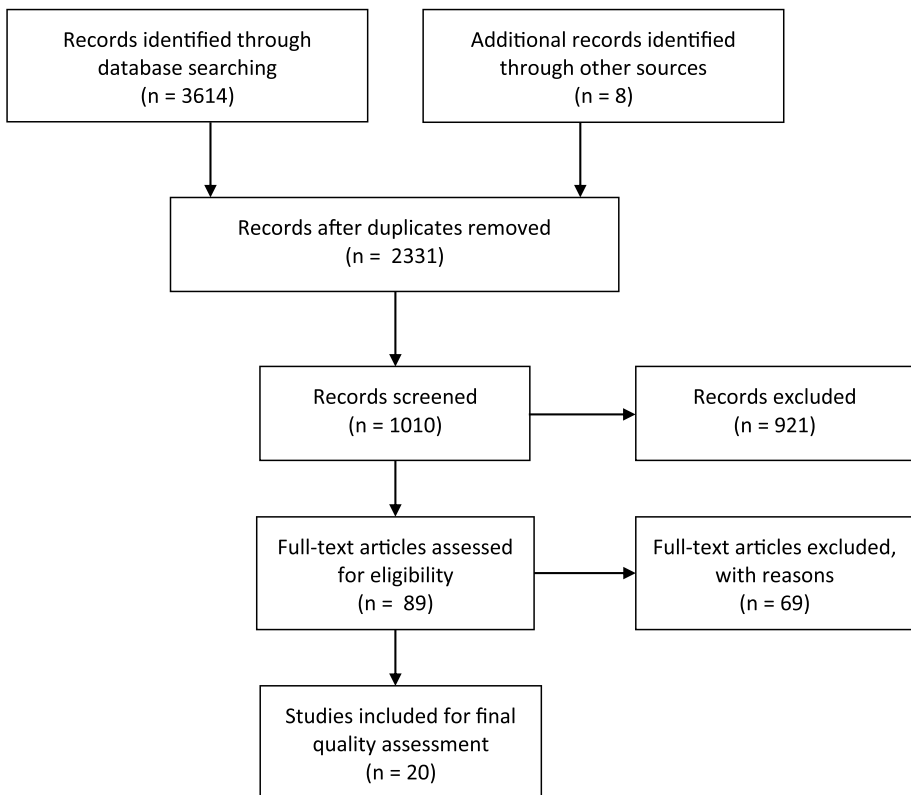 Records identified through
database searching
(n = 3614)
Additional records identified
through other sources
(n = 8)
Records after duplicates removed
(n =  2331)
Records screened
(n = 1010)
Records excluded
(n = 921)
Full-text articles assessed
for eligibility
(n =  89)
Full-text articles excluded,
with reasons
(n = 69)
Studies included for final
quality assessment
(n = 20)